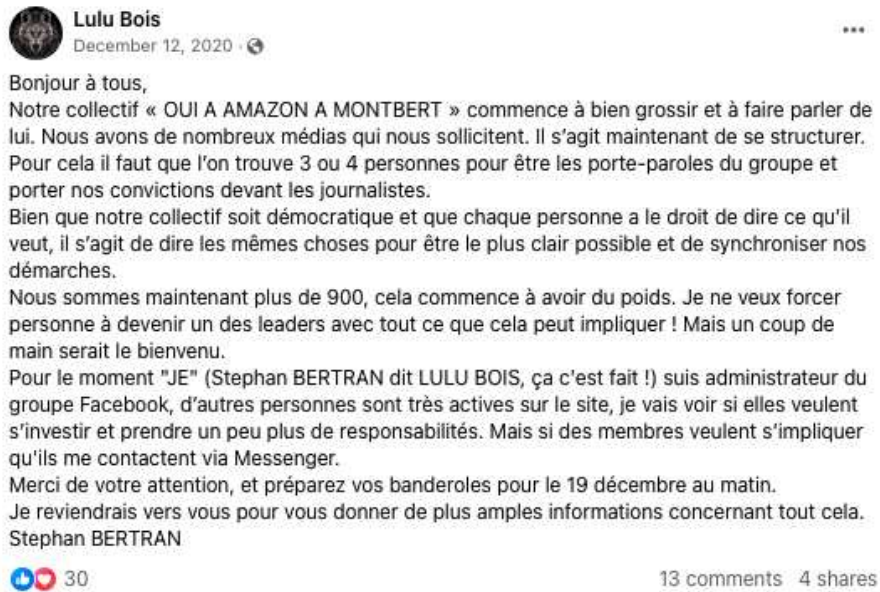 Lulu Bois
December 12, 2020 ·
Bonjour à tous,
Notre collectif « OUI A AMAZON A MONTBERT » commence à bien grossir et à faire parler de
lui. Nous avons de nombreux médias qui nous sollicitent. Il s’agit maintenant de se structurer.
Pour cela il faut que l’on trouve 3 ou 4 personnes pour être les porte-paroles du groupe et
porter nos convictions devant les journalistes.
Bien que notre collectif soit démocratique et que chaque personne a le droit de dire ce qu'il
veut, il s’agit de dire les mêmes choses pour être le plus clair possible et de synchroniser nos
démarches.
Nous sommes maintenant plus de 900, cela commence à avoir du poids. Je ne veux forcer
personne à devenir un des leaders avec tout ce que cela peut impliquer ! Mais un coup de
main serait le bienvenu.
Pour le moment "JE" (Stephan BERTRAN dit LULU BOIS, ça c'est fait !) suis administrateur du
groupe Facebook, d’autres personnes sont très actives sur le site, je vais voir si elles veulent
s’investir et prendre un peu plus de responsabilités. Mais si des membres veulent s’impliquer
qu'ils me contactent via Messenger.
Merci de votre attention, et préparez vos banderoles pour le 19 décembre au matin.
Je reviendrais vers vous pour vous donner de plus amples informations concernant tout cela.
Stephan BERTRAN
30
13 comments 4 shares